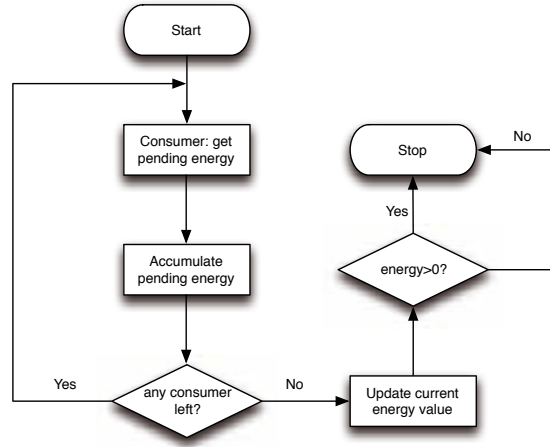 Start
Consumer: get
pending energy
Accumulate
pending energy
any consumer
left?
Yes
No
Update current
energy value
energy>0?
Yes
No
Stop